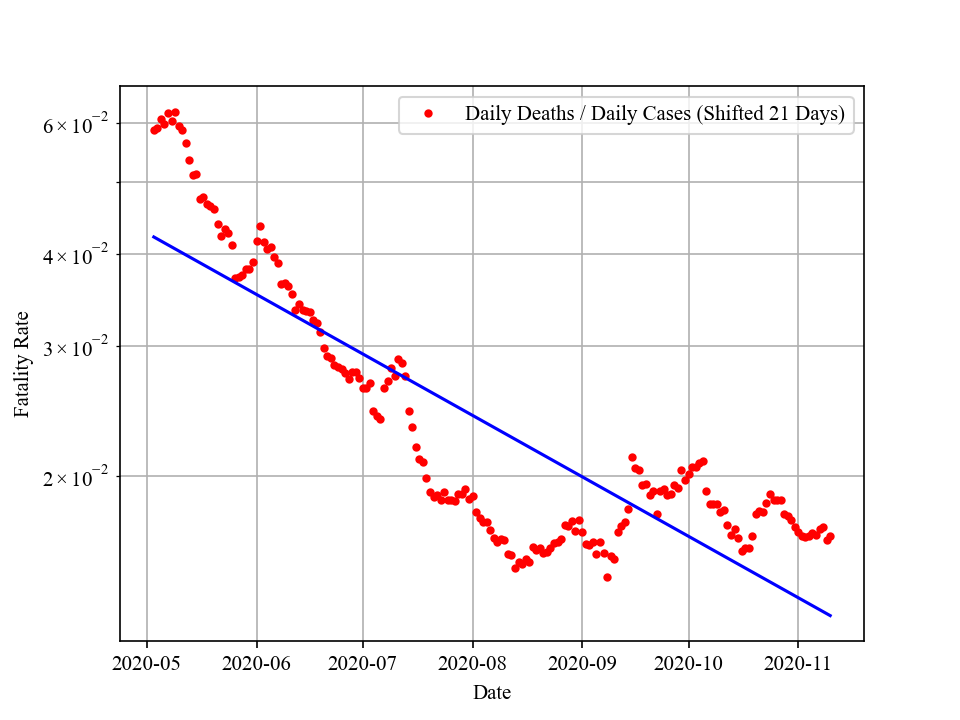 Daily Deaths / Daily Cases (Shifted 21 Days)
6 × 10⁻²
4 × 10⁻²
3 × 10⁻²
2 × 10⁻²
Fatality Rate
2020-05 2020-06 2020-07 2020-08 2020-09 2020-10 2020-11
Date